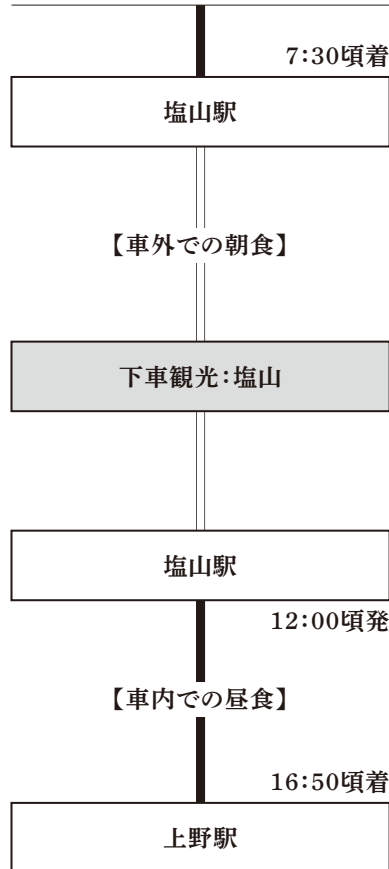 7：30頃着
塩山駅
【車外での朝食】
下車観光：塩山
塩山駅
12：00頃発
【車内での昼食】
16：50頃着
上野駅